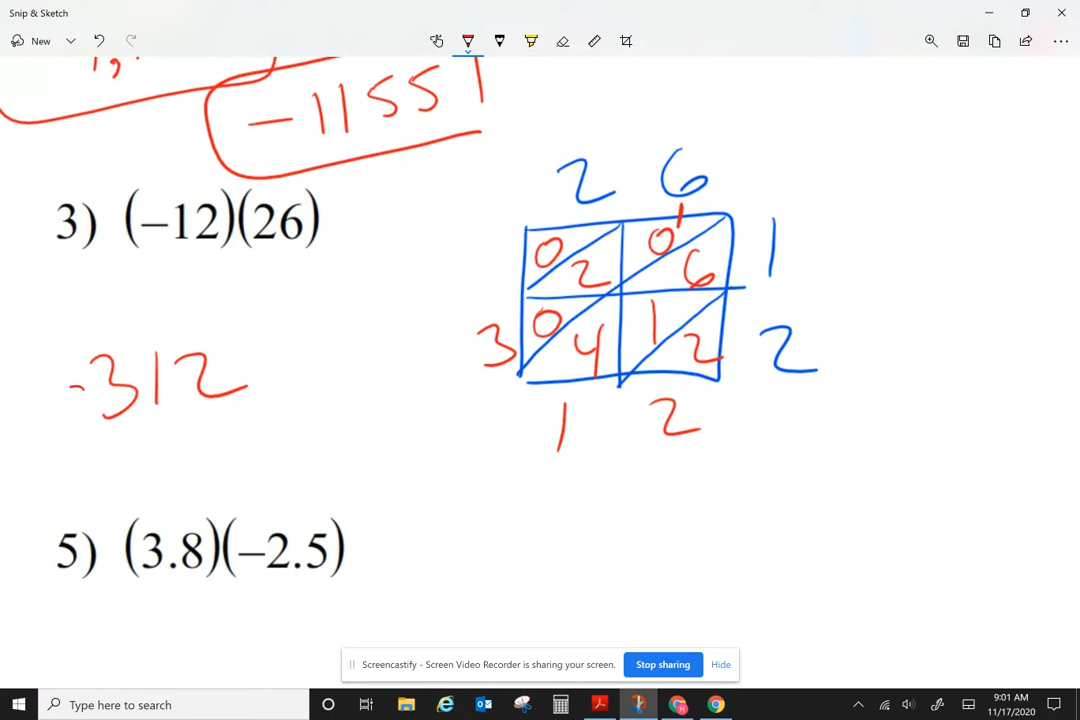 Snip & Sketch
New
-11551
3) (−12)(26)
2 6
0 2 0 1 6 1
0 4 1 2 2
3
1 2
-312
5) (3.8)(−2.5)
Screencastify - Screen Video Recorder is sharing your screen.
Stop sharing
Hide
Type here to search
9:01 AM
11/17/2020